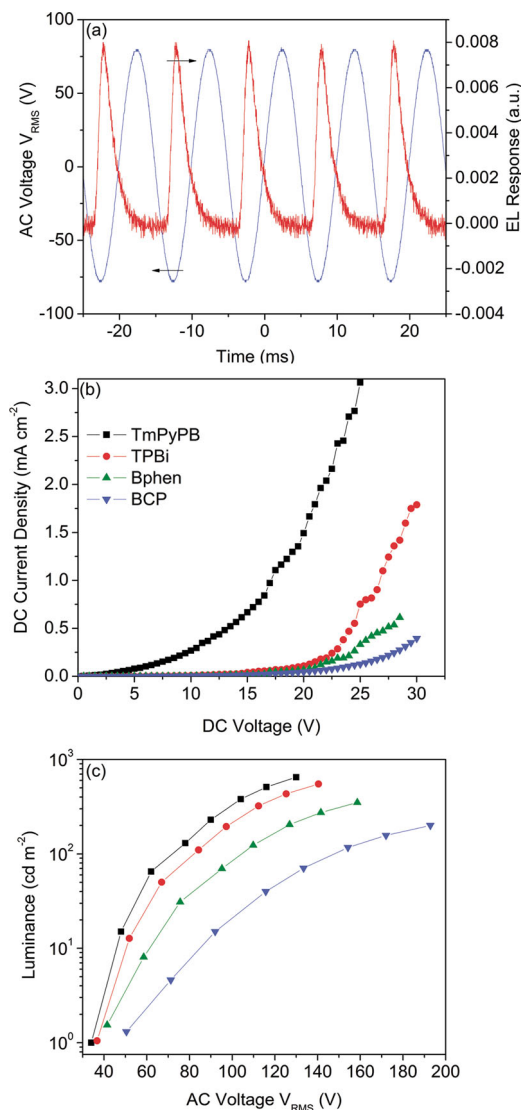 (a)
100
50
0
-50
-100
AC Voltage V_RMS (V)
0.008
0.006
0.004
0.002
0.000
-0.002
-0.004
EL Response (a.u.)
-20 -10 0 10 20
Time (ms)
(b)
3.0
2.5
2.0
1.5
1.0
0.5
0.0
DC Current Density (mA cm⁻²)
TmPyPB
TPBi
Bphen
BCP
0 5 10 15 20 25 30
DC Voltage (V)
(c)
10³
10²
10¹
10⁰
Luminance (cd m⁻²)
40 60 80 100 120 140 160 180 200
AC Voltage V_RMS (V)